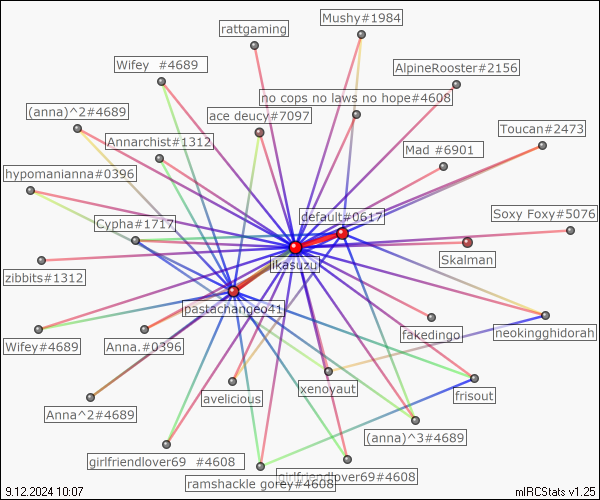 Mushy#1984
rattgaming
Wifey #4689
AlpineRooster#2156
no cops no laws no hope#4608
(anna)^2#4689
ace deucy#7097
Toucan#2473
Annarchist#1312
Mad #6901
hypomanianna#0396
default#0617
Soxy Foxy#5076
Cypha#1717
Skalman
jikasuzu
zibbits#1312
pastachange041
fakedingo
neokingghidorah
Wifey#4689
Anna.#0396
xenoyaut
avelicious
frisout
Anna^2#4689
(anna)^3#4689
girlfriendlover69 #4608
girlfriendlover69#4608
ramshackle gorey#4608
9.12.2024 10:07
mIRCStats v1.25